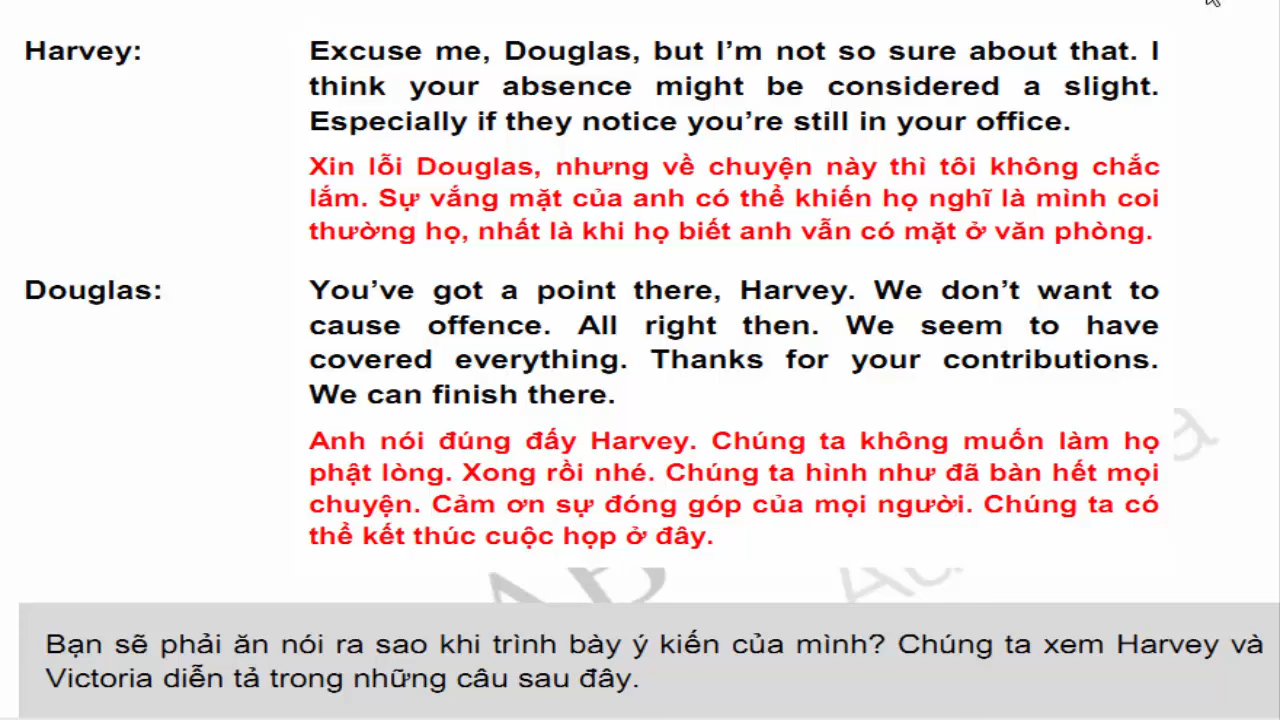 Harvey: Excuse me, Douglas, but I'm not so sure about that. I
think your absence might be considered a slight.
Especially if they notice you're still in your office.
Xin lỗi Douglas, nhưng về chuyện này thì tôi không chắc
lắm. Sự vắng mặt của anh có thể khiến họ nghĩ là mình coi
thường họ, nhất là khi họ biết anh vẫn có mặt ở văn phòng.
Douglas: You've got a point there, Harvey. We don't want to
cause offence. All right then. We seem to have
covered everything. Thanks for your contributions.
We can finish there.
Anh nói đúng đấy Harvey. Chúng ta không muốn làm họ
phật lòng. Xong rồi nhé. Chúng ta hình như đã bàn hết mọi
chuyện. Cảm ơn sự đóng góp của mọi người. Chúng ta có
thể kết thúc cuộc họp ở đây.
Bạn sẽ phải ăn nói ra sao khi trình bày ý kiến của mình? Chúng ta xem Harvey và
Victoria diễn tả trong những câu sau đây.